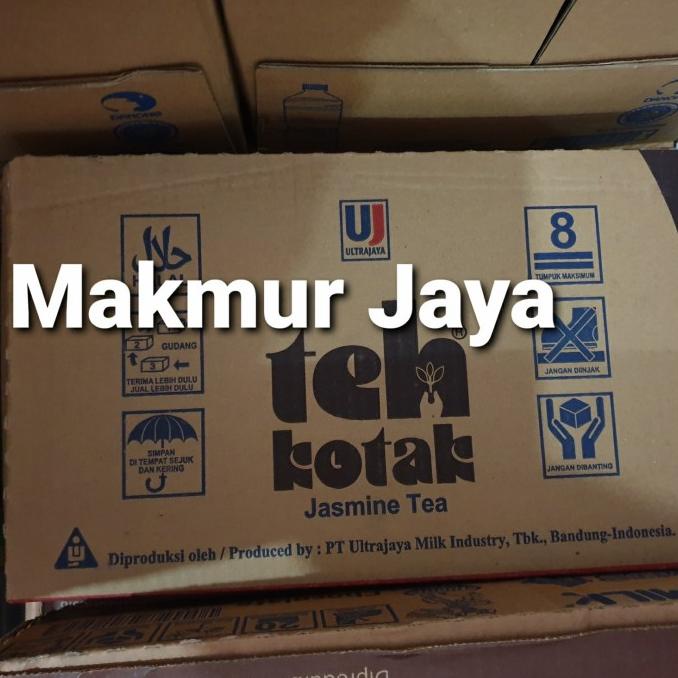 DANONE
UJ
ULTRAJAYA
حلال
8
TUMPUK MAKSIMUM
Makmur Jaya
2
GUDANG
3
TERIMA LEBIH DULU
JUAL LEBIH DULU
teh®
kotak
Jasmine Tea
JANGAN DIINJAK
SIMPAN
DI TEMPAT SEJUK
DAN KERING
JANGAN DIBANTING
Diproduksi oleh / Produced by : PT Ultrajaya Milk Industry, Tbk., Bandung-Indonesia.
MILK